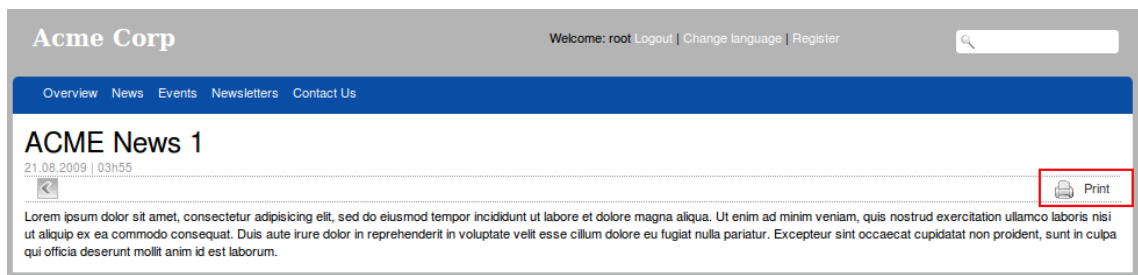 Acme Corp
Welcome: root Logout | Change language | Register
Overview News Events Newsletters Contact Us
ACME News 1
21.08.2009 | 03h55
Print
Lorem ipsum dolor sit amet, consectetur adipisicing elit, sed do eiusmod tempor incididunt ut labore et dolore magna aliqua. Ut enim ad minim veniam, quis nostrud exercitation ullamco laboris nisi
ut aliquip ex ea commodo consequat. Duis aute irure dolor in reprehenderit in voluptate velit esse cillum dolore eu fugiat nulla pariatur. Excepteur sint occaecat cupidatat non proident, sunt in culpa
qui officia deserunt mollit anim id est laborum.